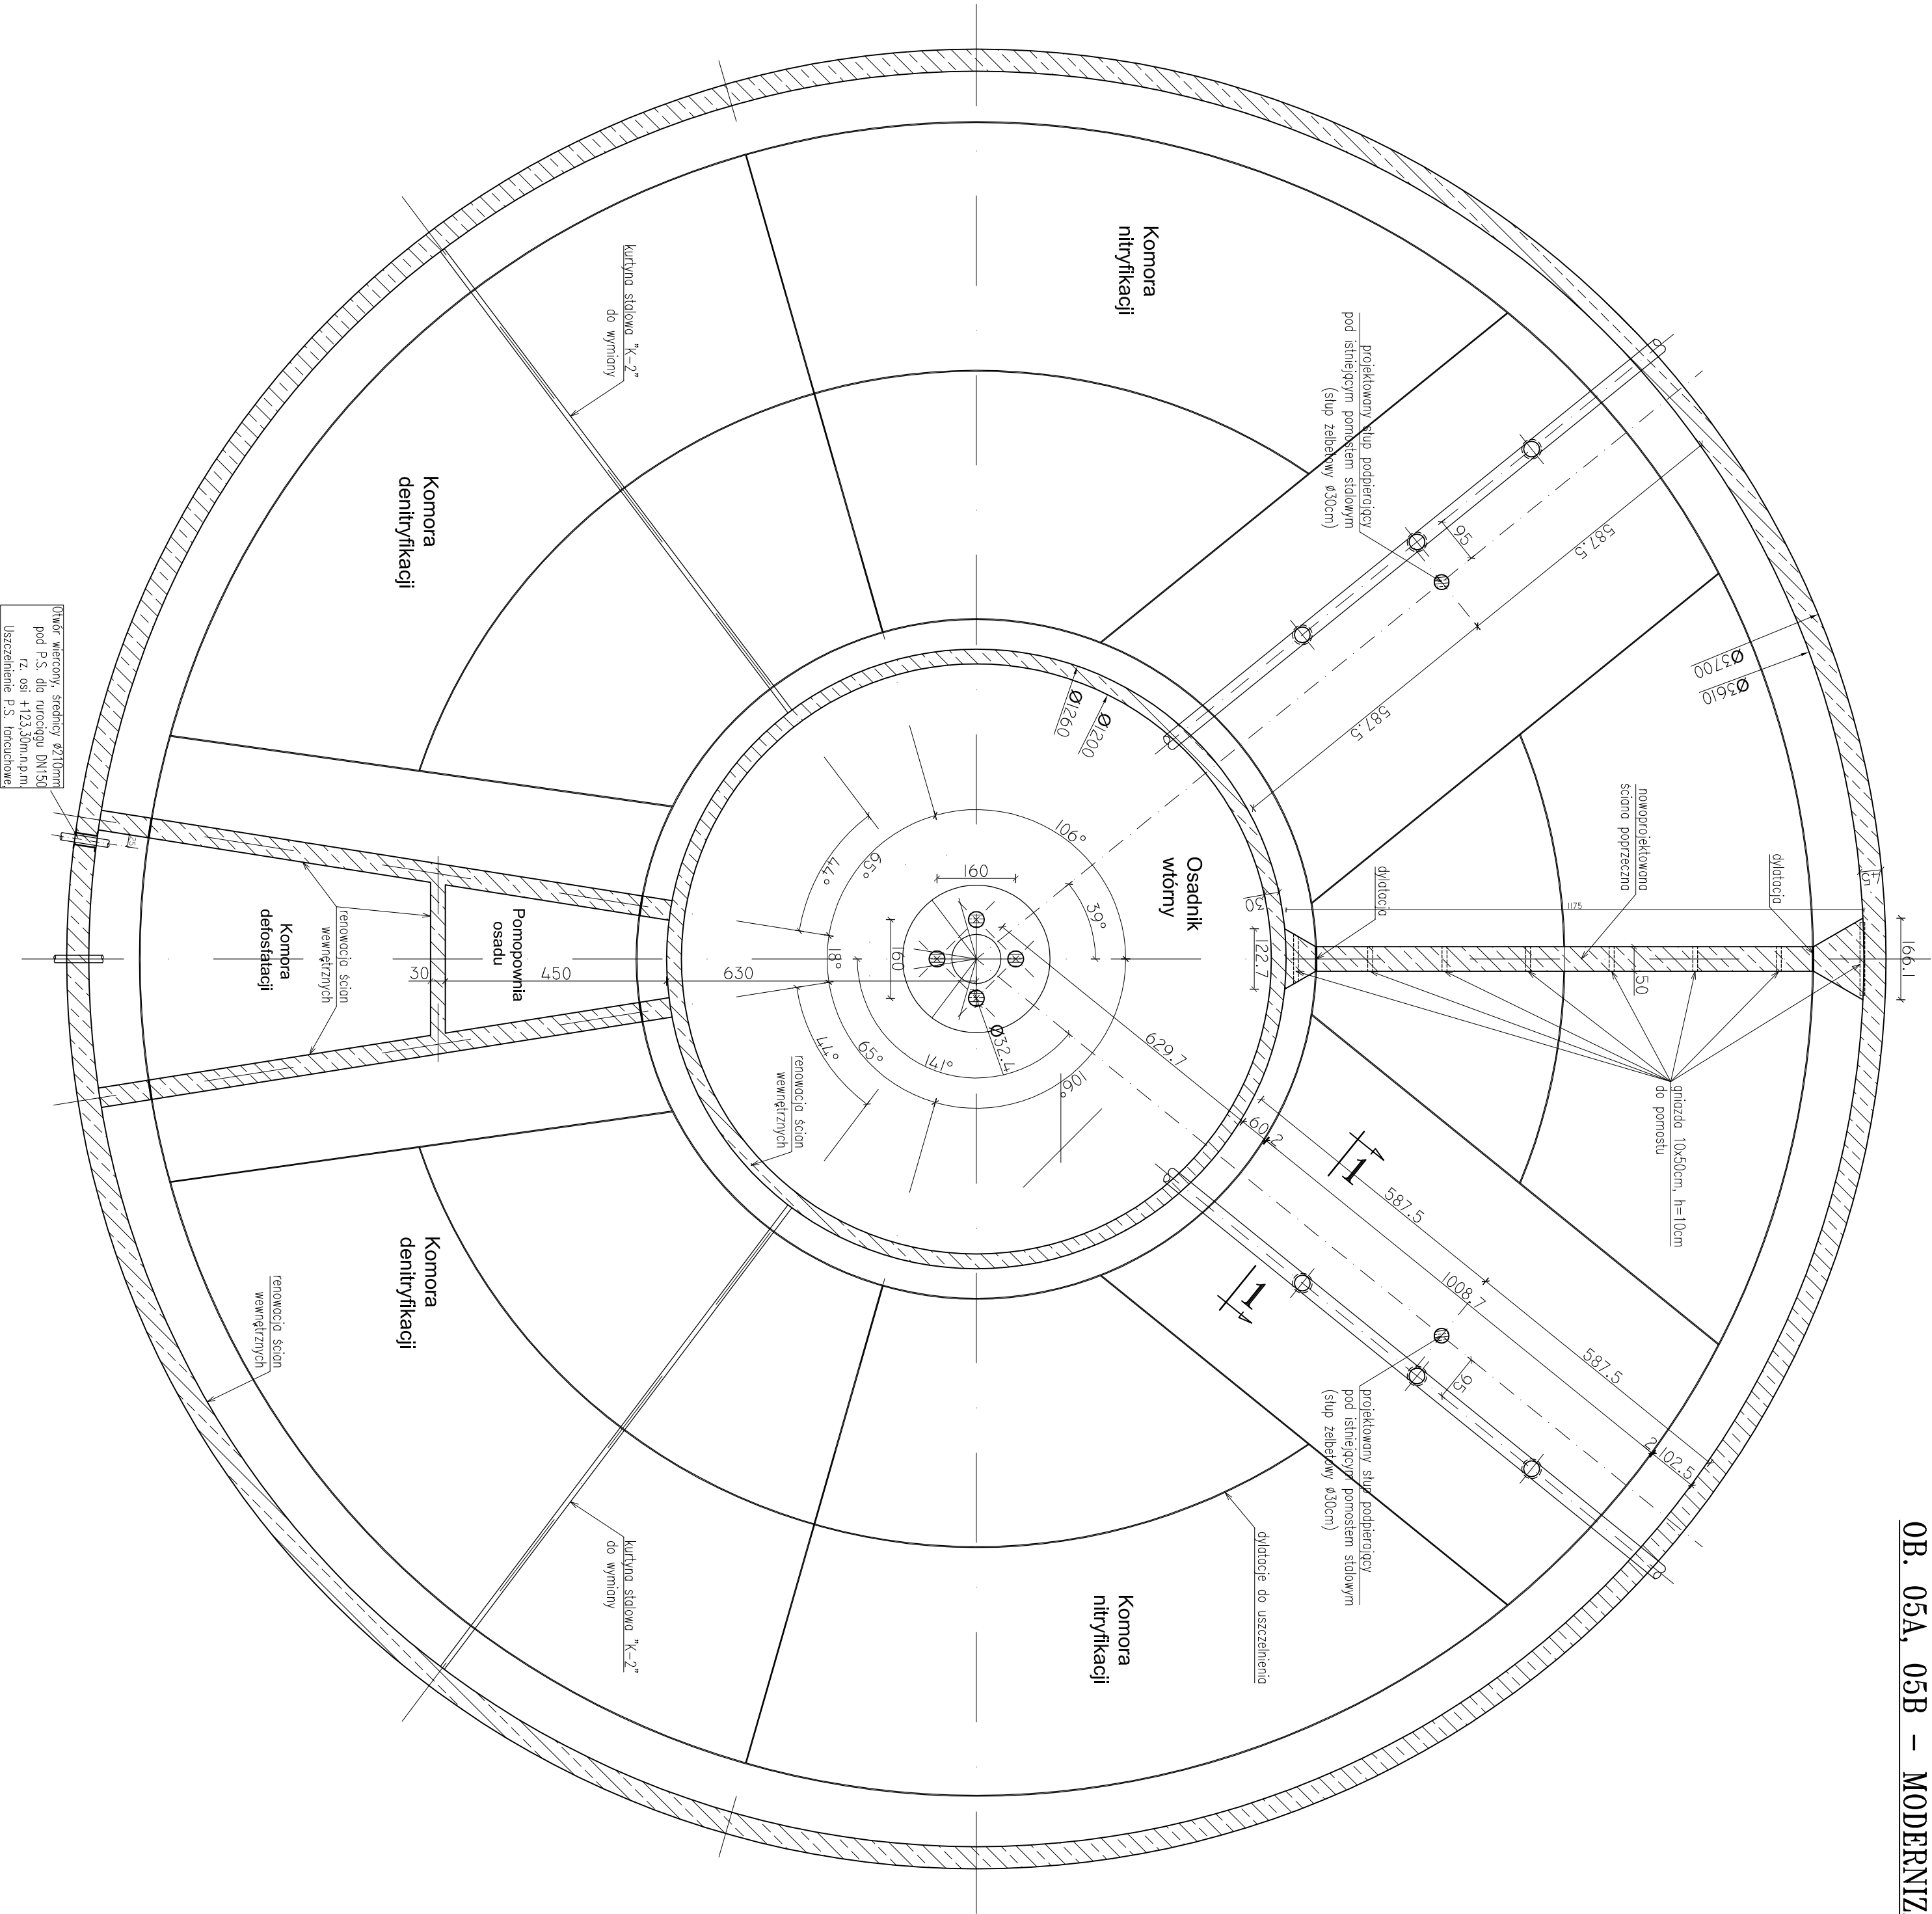 OB. 05A, 05B - MODERNIZ
Komora
nitryfikacji
kurtyna stalowa "K-2"
do wymiany
projektowany słup podpierający
pod istniejącym pomostem stalowym
(słup żelbetowy ø30cm)
95
587.5
587.5
Ø3700
Ø3610
Ø1260
Ø1200
Komora
denitryfikacji
Otwór wiercony, średnicy ø210mm
pod P.S. dla rurociągu DN150
rz. osi +123,30m.n.p.m.
Uszczelnienie P.S. łańcuchowe.
nowoprojektowana
ściana poprzeczna
dylatacja
dylatacja
45
1175
166.1
Osadnik
wtórny
30
122.7
50
106°
65°
44°
39°
160
160
18°
141°
65°
44°
106°
Ø32.4
Pomopownia
osadu
Komora
defosfatacji
renowacja ścian
wewnętrznych
30
450
630
renowacja ścian
wewnętrznych
629.7
60.2
1008.7
2
102.5
gniazda 10x50cm, h=10cm
do pomostu
1
1
587.5
587.5
95
projektowany słup podpierający
pod istniejącym pomostem stalowym
(słup żelbetowy ø30cm)
Komora
denitryfikacji
renowacja ścian
wewnętrznych
kurtyna stalowa "K-2"
do wymiany
dylatacje do uszczelnienia
Komora
nitryfikacji